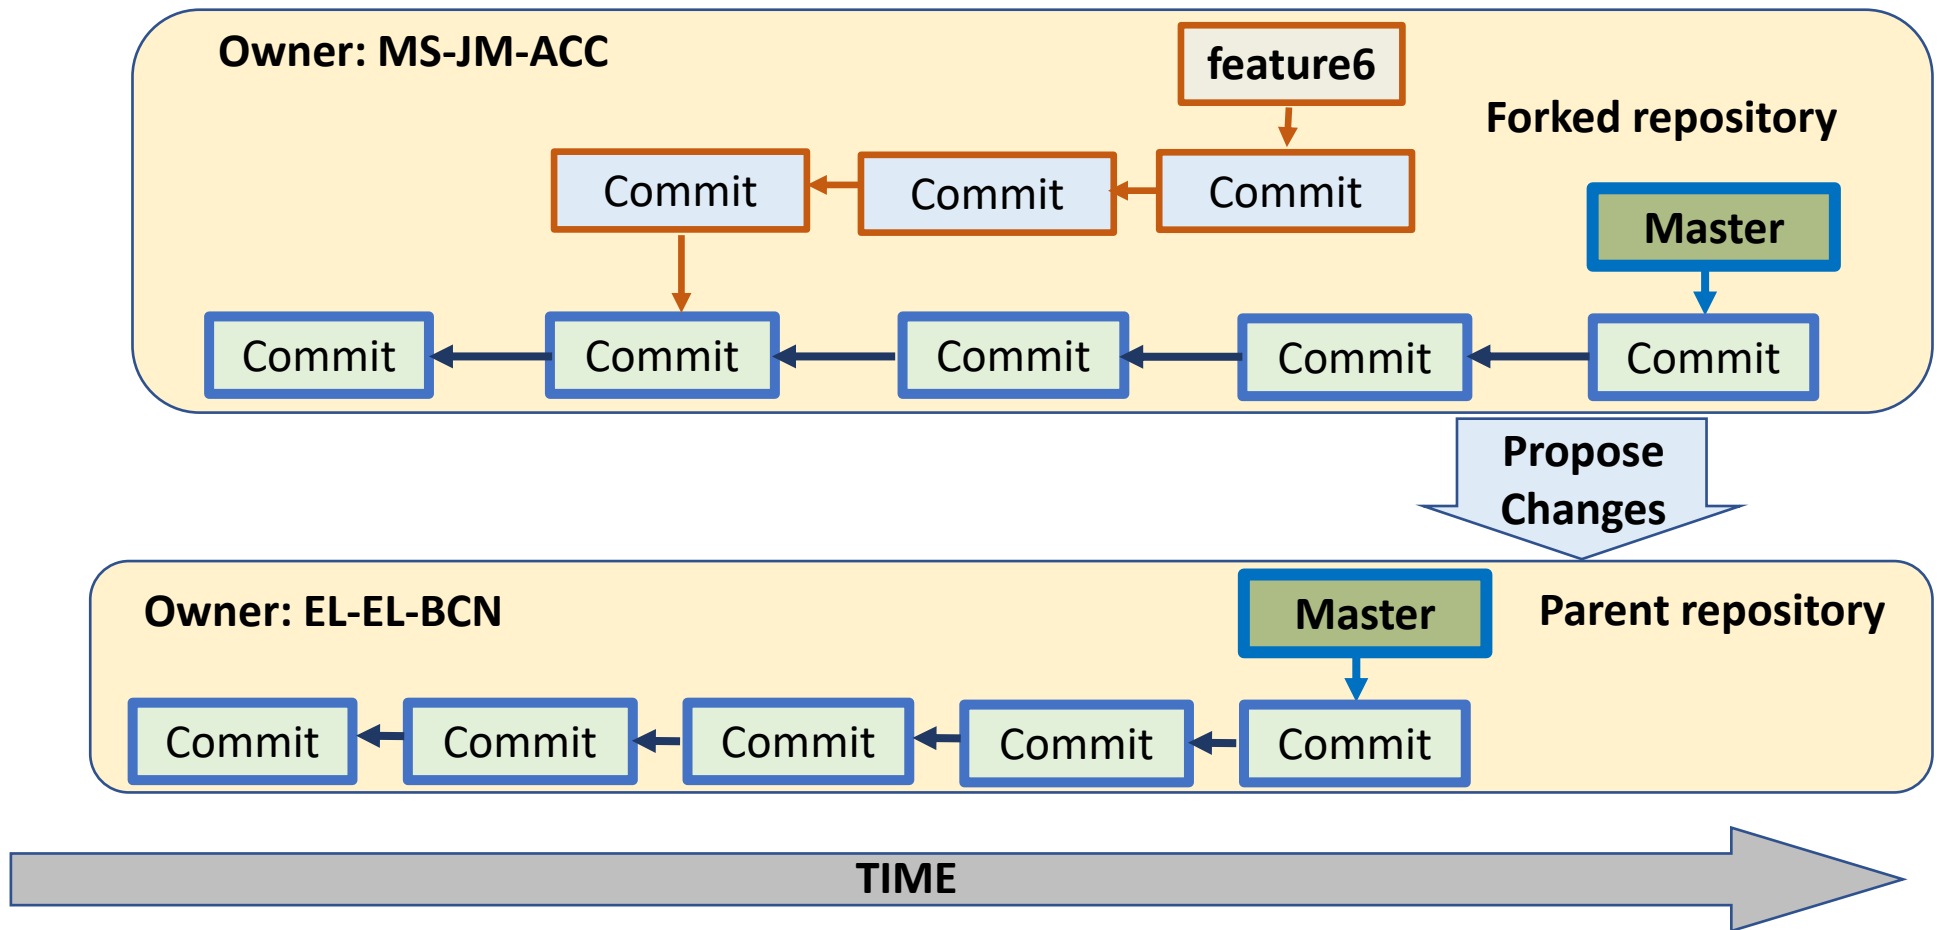 Owner: MS-JM-ACC
feature6
Forked repository
Commit
Commit
Commit
Master
Commit
Commit
Commit
Commit
Commit
Propose
Changes
Owner: EL-EL-BCN
Master
Parent repository
Commit
Commit
Commit
Commit
Commit
TIME